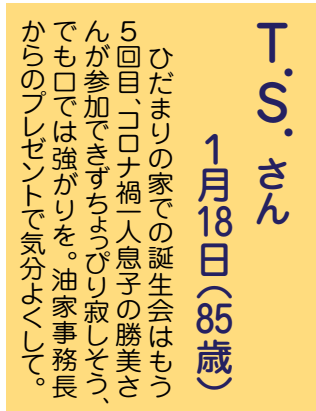 T.S.さん
1月18日（85歳）
ひだまりの家での誕生会はもう
5回目、コロナ禍一人息子の勝美さ
んが参加できずちょっぴり寂しそう、
でも口では強がりを。油家事務長
からのプレゼントで気分よくして。